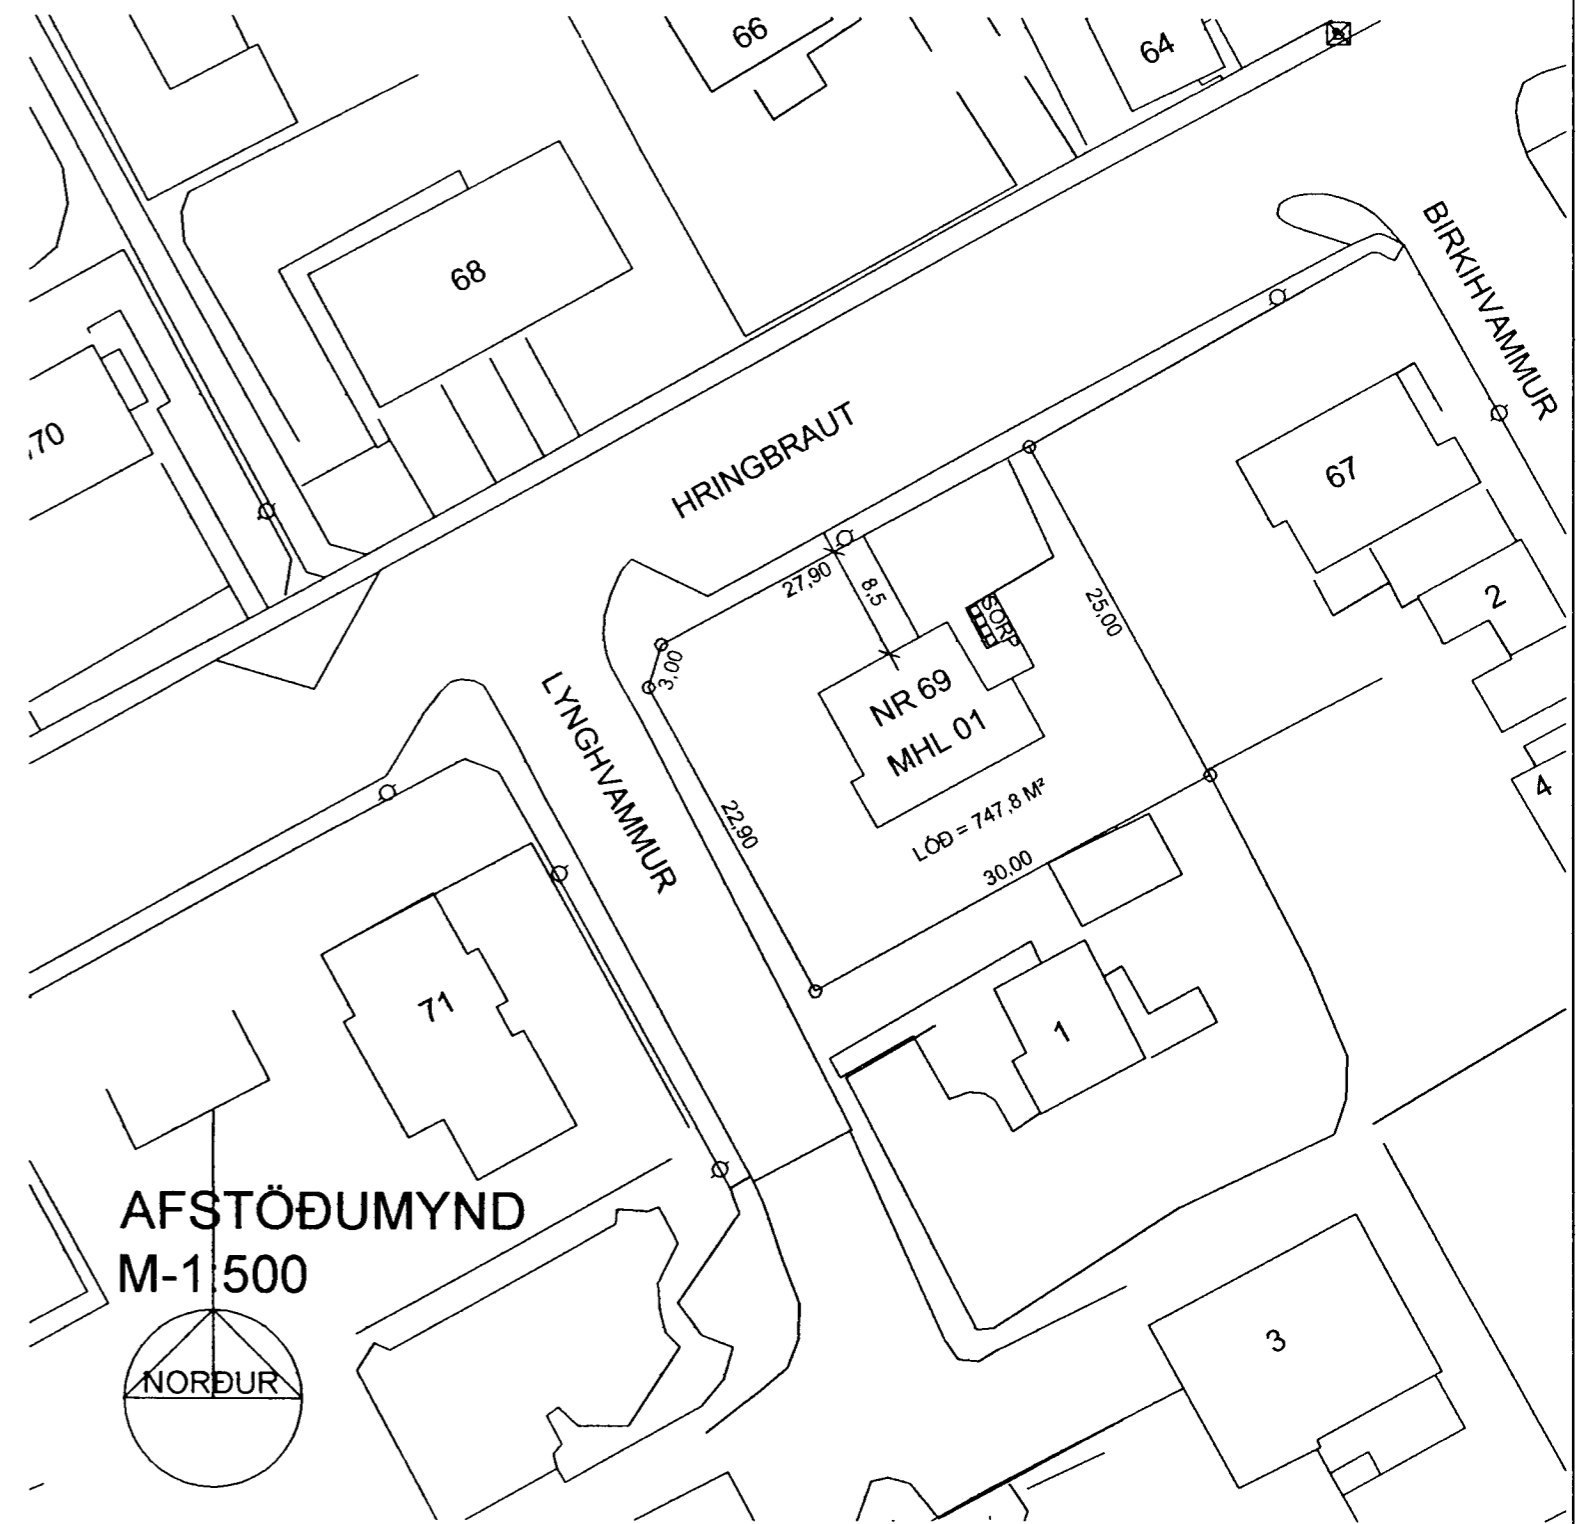 66
64
68
BIRKIHVAMMUR
70
HRINGBRAUT
67
27,90
8,5
SORP
25,00
2
3,00
LYNGHVAMMUR
NR 69
MHL 01
22,90
LÓÐ = 747,8 M²
4
30,00
71
1
AFSTÖÐUMYND
M-1:500
3
NORÐUR